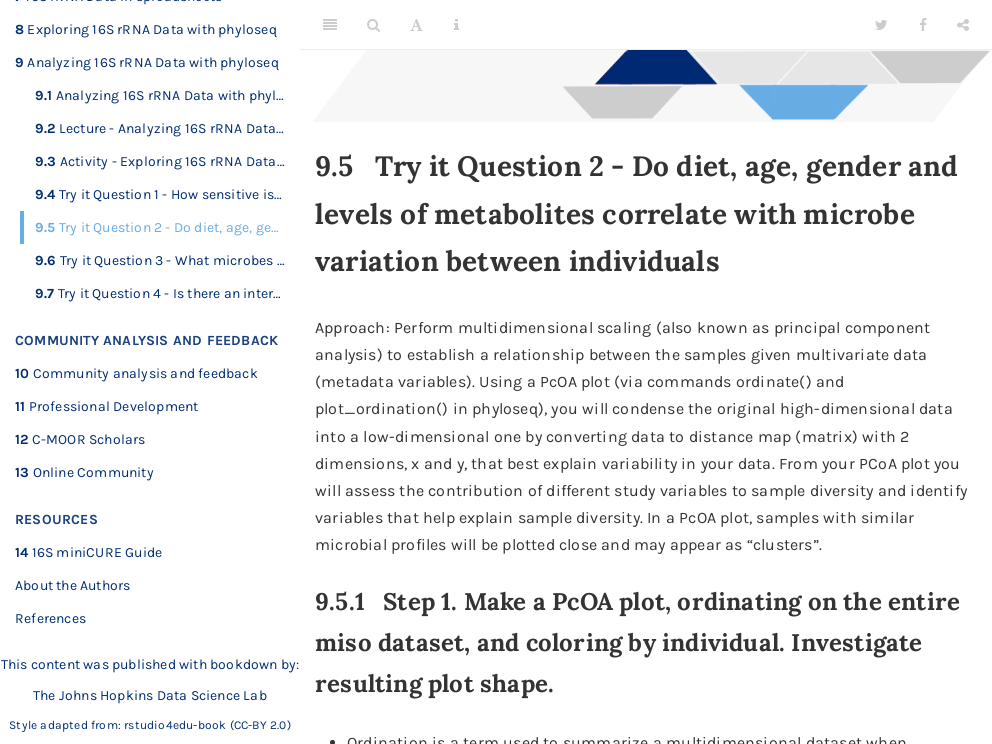 8 Exploring 16S rRNA Data with phyloseq
9 Analyzing 16S rRNA Data with phyloseq
9.1 Analyzing 16S rRNA Data with phyl...
9.2 Lecture - Analyzing 16S rRNA Data...
9.3 Activity - Exploring 16S rRNA Data...
9.4 Try it Question 1 - How sensitive is...
9.5 Try it Question 2 - Do diet, age, ge...
9.6 Try it Question 3 - What microbes ...
9.7 Try it Question 4 - Is there an inter...
COMMUNITY ANALYSIS AND FEEDBACK
10 Community analysis and feedback
11 Professional Development
12 C-MOOR Scholars
13 Online Community
RESOURCES
14 16S miniCURE Guide
About the Authors
References
This content was published with bookdown by:
The Johns Hopkins Data Science Lab
Style adapted from: rstudio4edu-book (CC-BY 2.0)
9.5 Try it Question 2 - Do diet, age, gender and
levels of metabolites correlate with microbe
variation between individuals
Approach: Perform multidimensional scaling (also known as principal component
analysis) to establish a relationship between the samples given multivariate data
(metadata variables). Using a PcOA plot (via commands ordinate() and
plot_ordination() in phyloseq), you will condense the original high-dimensional data
into a low-dimensional one by converting data to distance map (matrix) with 2
dimensions, x and y, that best explain variability in your data. From your PCoA plot you
will assess the contribution of different study variables to sample diversity and identify
variables that help explain sample diversity. In a PcOA plot, samples with similar
microbial profiles will be plotted close and may appear as “clusters”.
9.5.1 Step 1. Make a PcOA plot, ordinating on the entire
miso dataset, and coloring by individual. Investigate
resulting plot shape.
Ordination is a term used to summarize a multidimensional dataset when